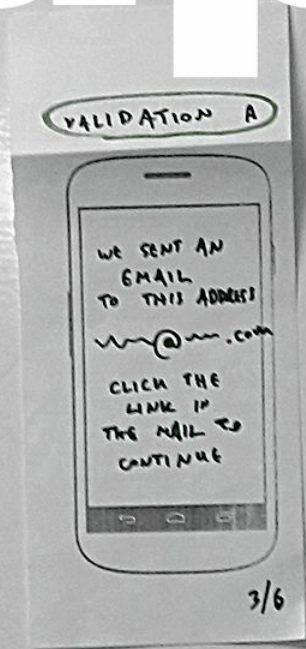 VALIDATION A
WE SENT AN
EMAIL
TO THIS ADDRESS
@ .com
CLICK THE
LINK IN
THE MAIL TO
CONTINUE
3/6